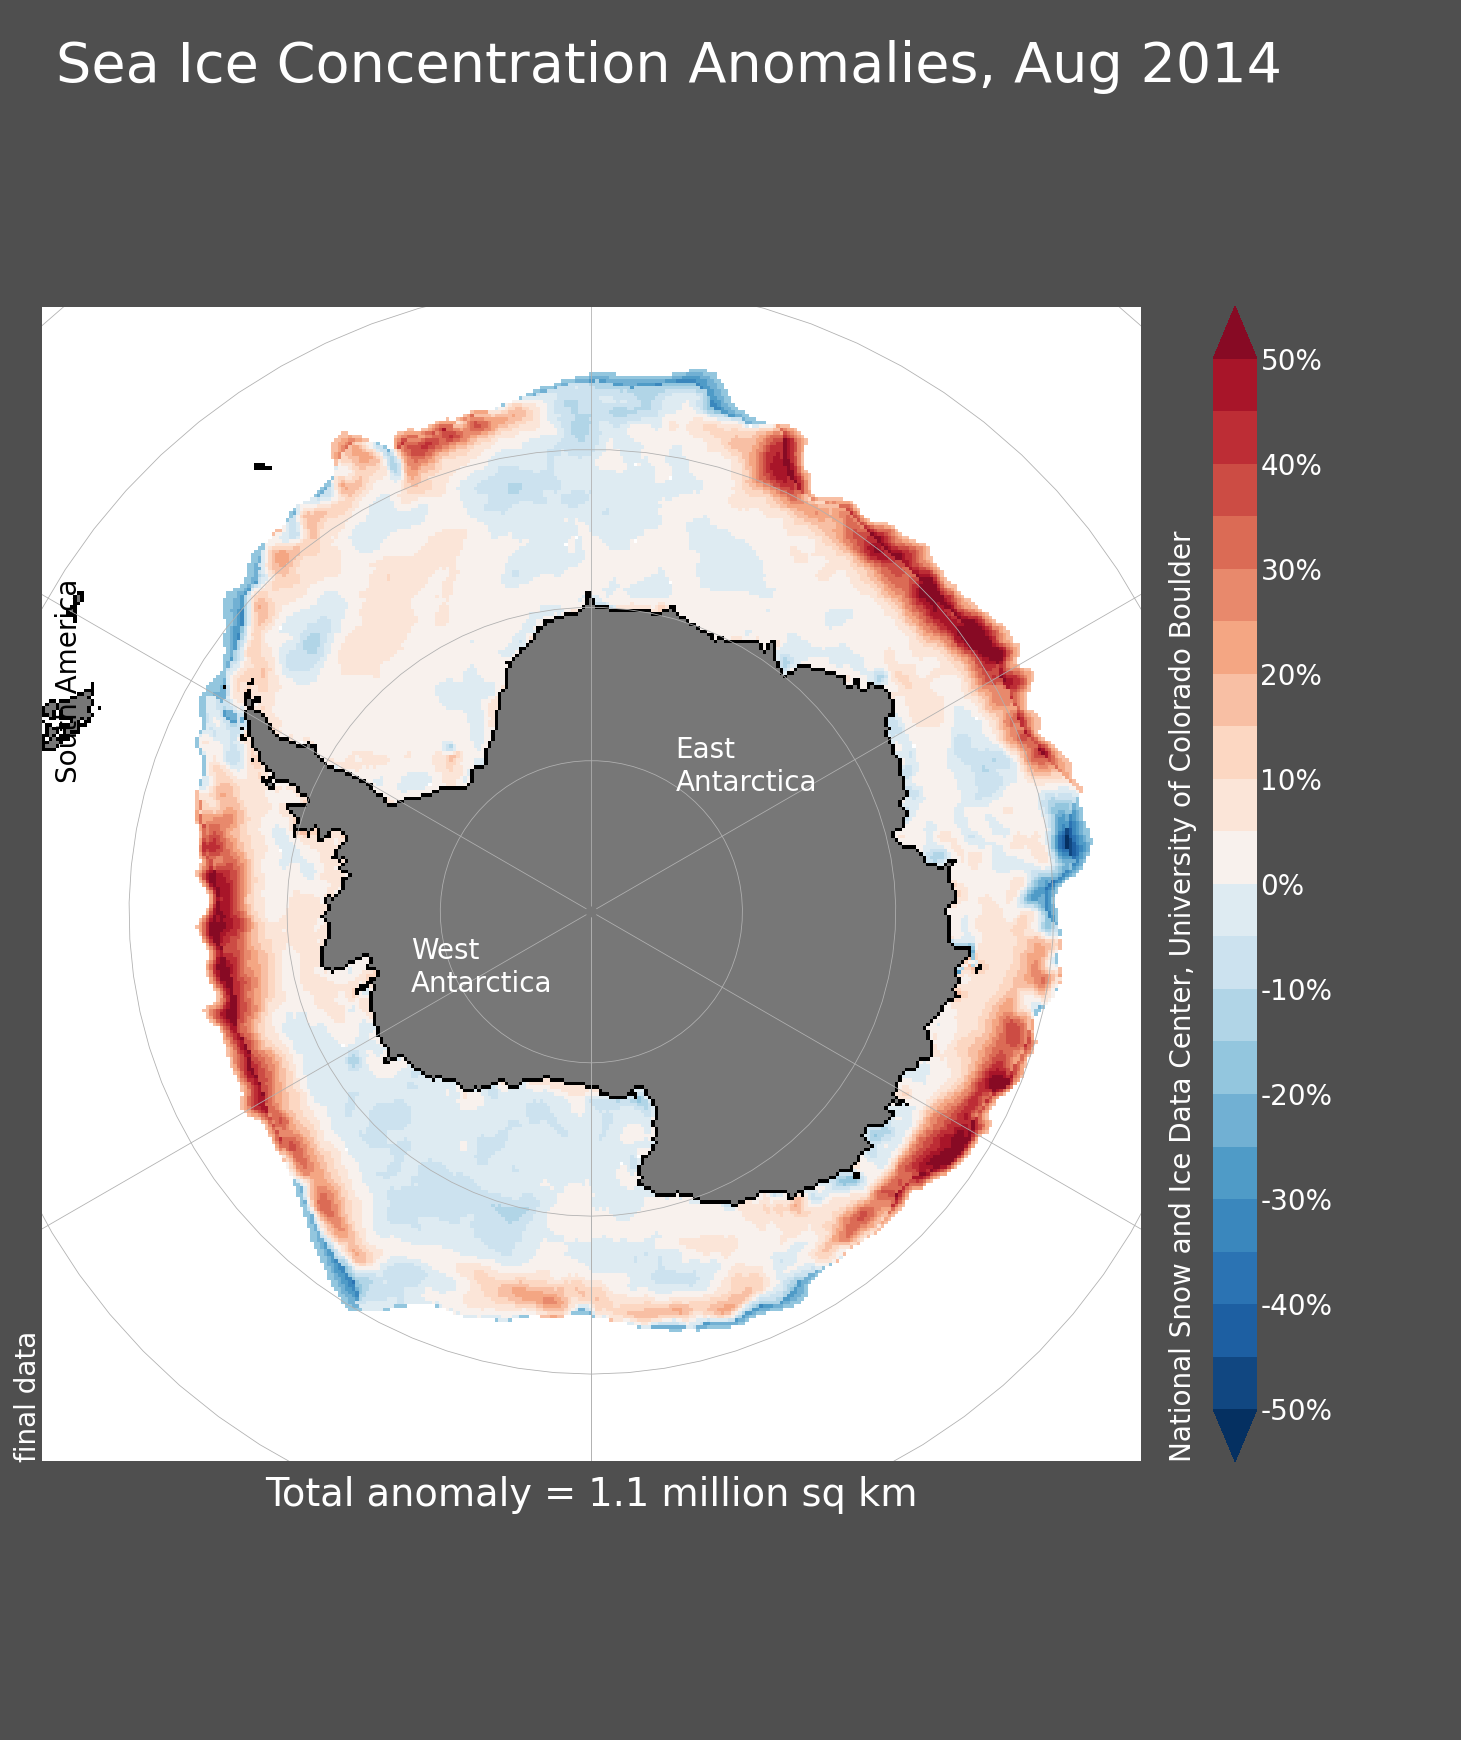 Sea Ice Concentration Anomalies, Aug 2014
South America
East
Antarctica
West
Antarctica
final data
National Snow and Ice Data Center, University of Colorado Boulder
50%
40%
30%
20%
10%
0%
-10%
-20%
-30%
-40%
-50%
Total anomaly = 1.1 million sq km